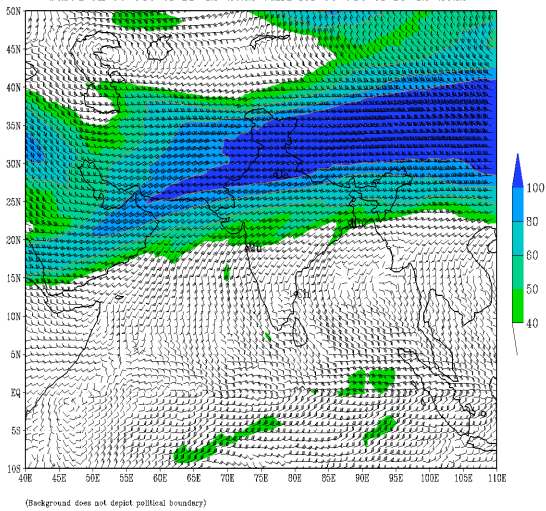 50N
45N
40N
35N
30N
25N
20N
15N
10N
5N
EQ
5S
10S
40E 45E 50E 55E 60E 65E 70E 75E 80E 85E 90E 95E 100E 105E 110E
100
80
60
50
40
(Background does not depict political boundary)